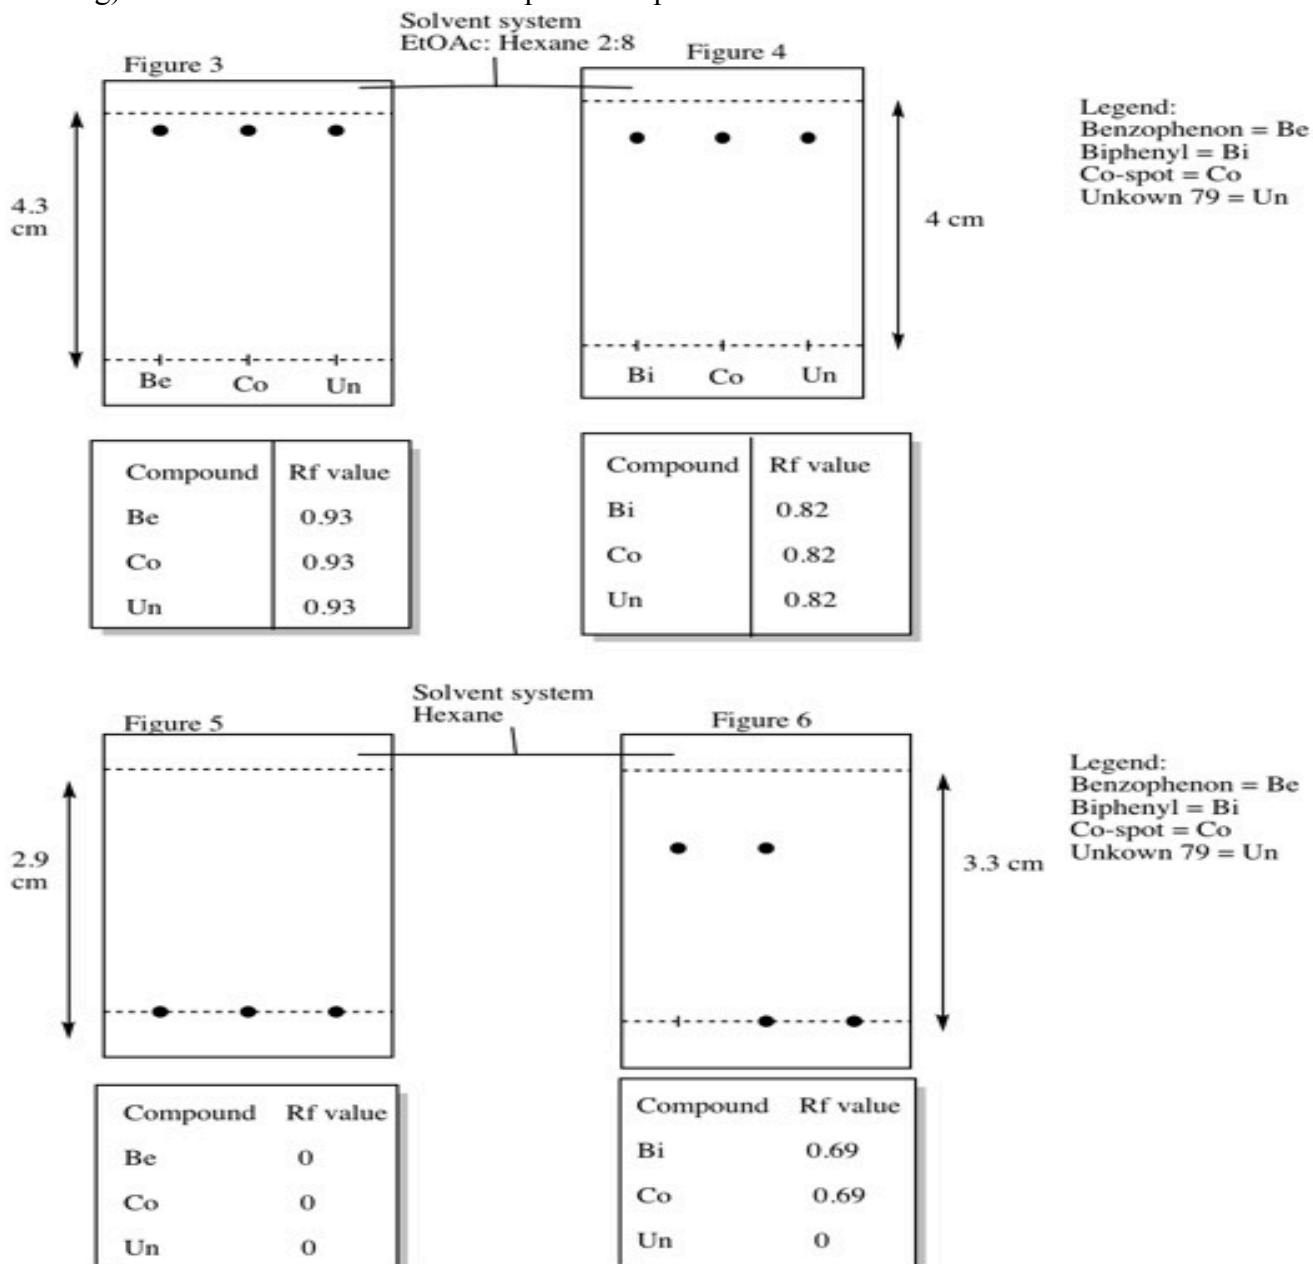 Solvent system
EtOAc: Hexane 2:8
Figure 3
Figure 4
4.3
cm
4 cm
Legend:
Benzophenon = Be
Biphenyl = Bi
Co-spot = Co
Unkown 79 = Un
Be Co Un
Bi Co Un
Compound Rf value
Be 0.93
Co 0.93
Un 0.93
Compound Rf value
Bi 0.82
Co 0.82
Un 0.82
Solvent system
Hexane
Figure 5
Figure 6
2.9
cm
3.3 cm
Legend:
Benzophenon = Be
Biphenyl = Bi
Co-spot = Co
Unkown 79 = Un
Compound Rf value
Be 0
Co 0
Un 0
Compound Rf value
Bi 0.69
Co 0.69
Un 0